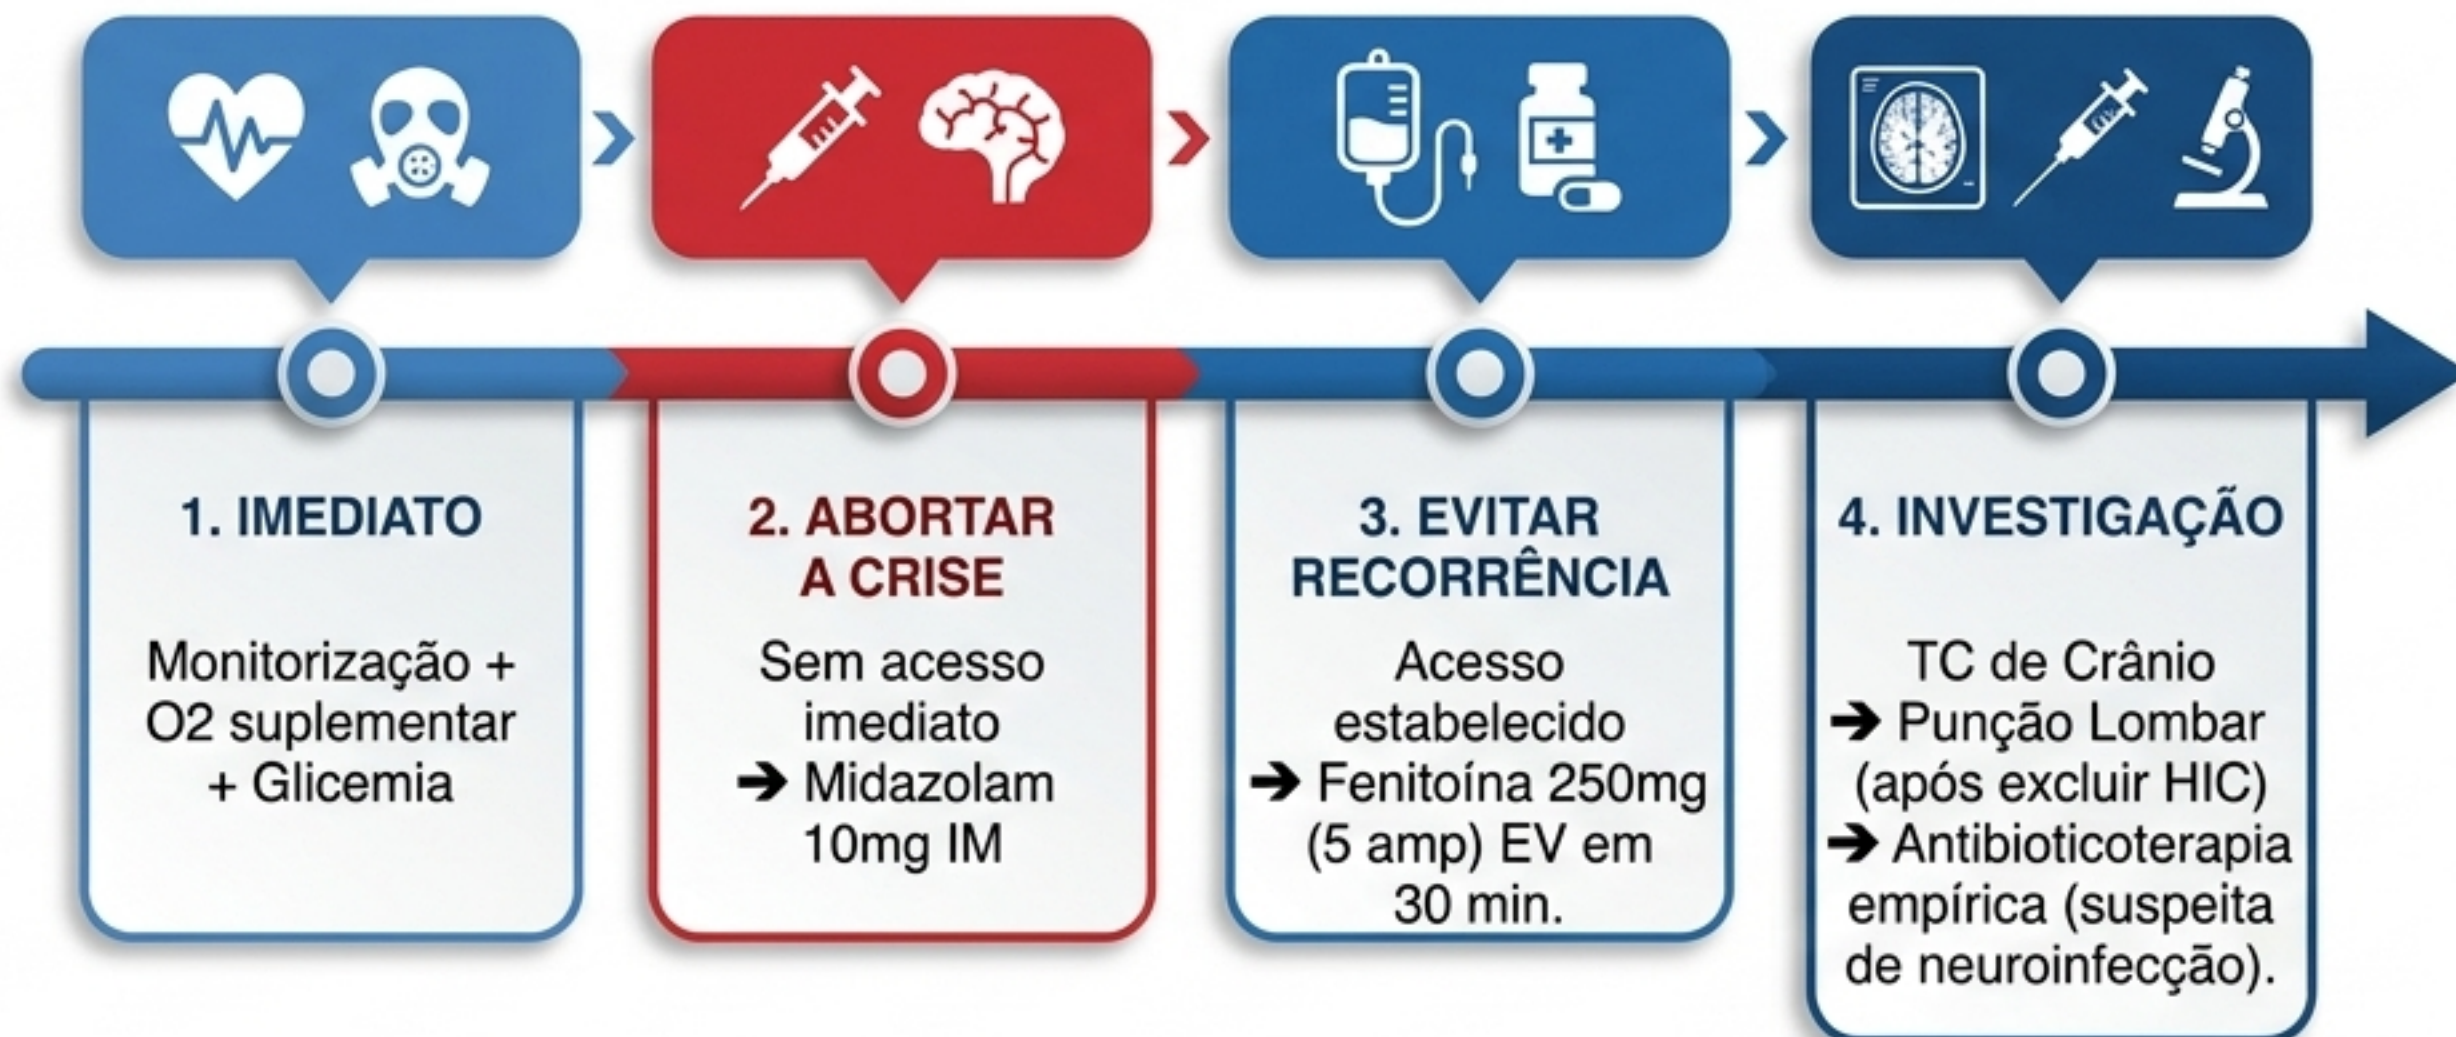 1. IMEDIATO
Monitorização +
O2 suplementar
+ Glicemia
2. ABORTAR
A CRISE
Sem acesso
imediato
➔ Midazolam
10mg IM
3. EVITAR
RECORRÊNCIA
Acesso
estabelecido
➔ Fenitoína 250mg
(5 amp) EV em
30 min.
4. INVESTIGAÇÃO
TC de Crânio
➔ Punção Lombar
(após excluir HIC)
➔ Antibioticoterapia
empírica (suspeita
de neuroinfecção).